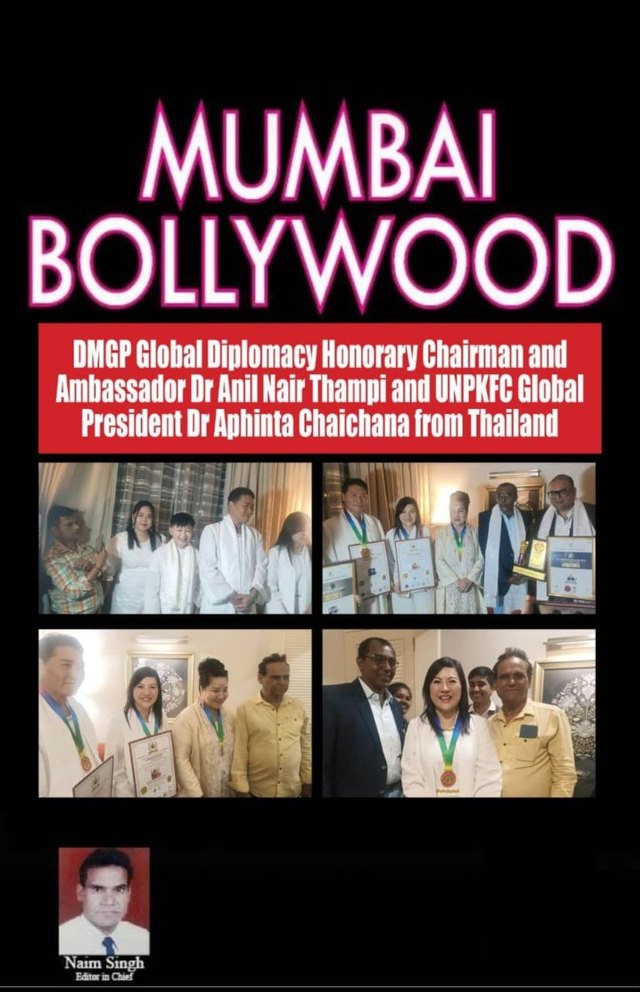 MUMBAI
BOLLYWOOD
DMGP Global Diplomacy Honorary Chairman and
Ambassador Dr Anil Nair Thampi and UNPKFC Global
President Dr Aphinta Chaichana from Thailand
Naim Singh
Editor in Chief